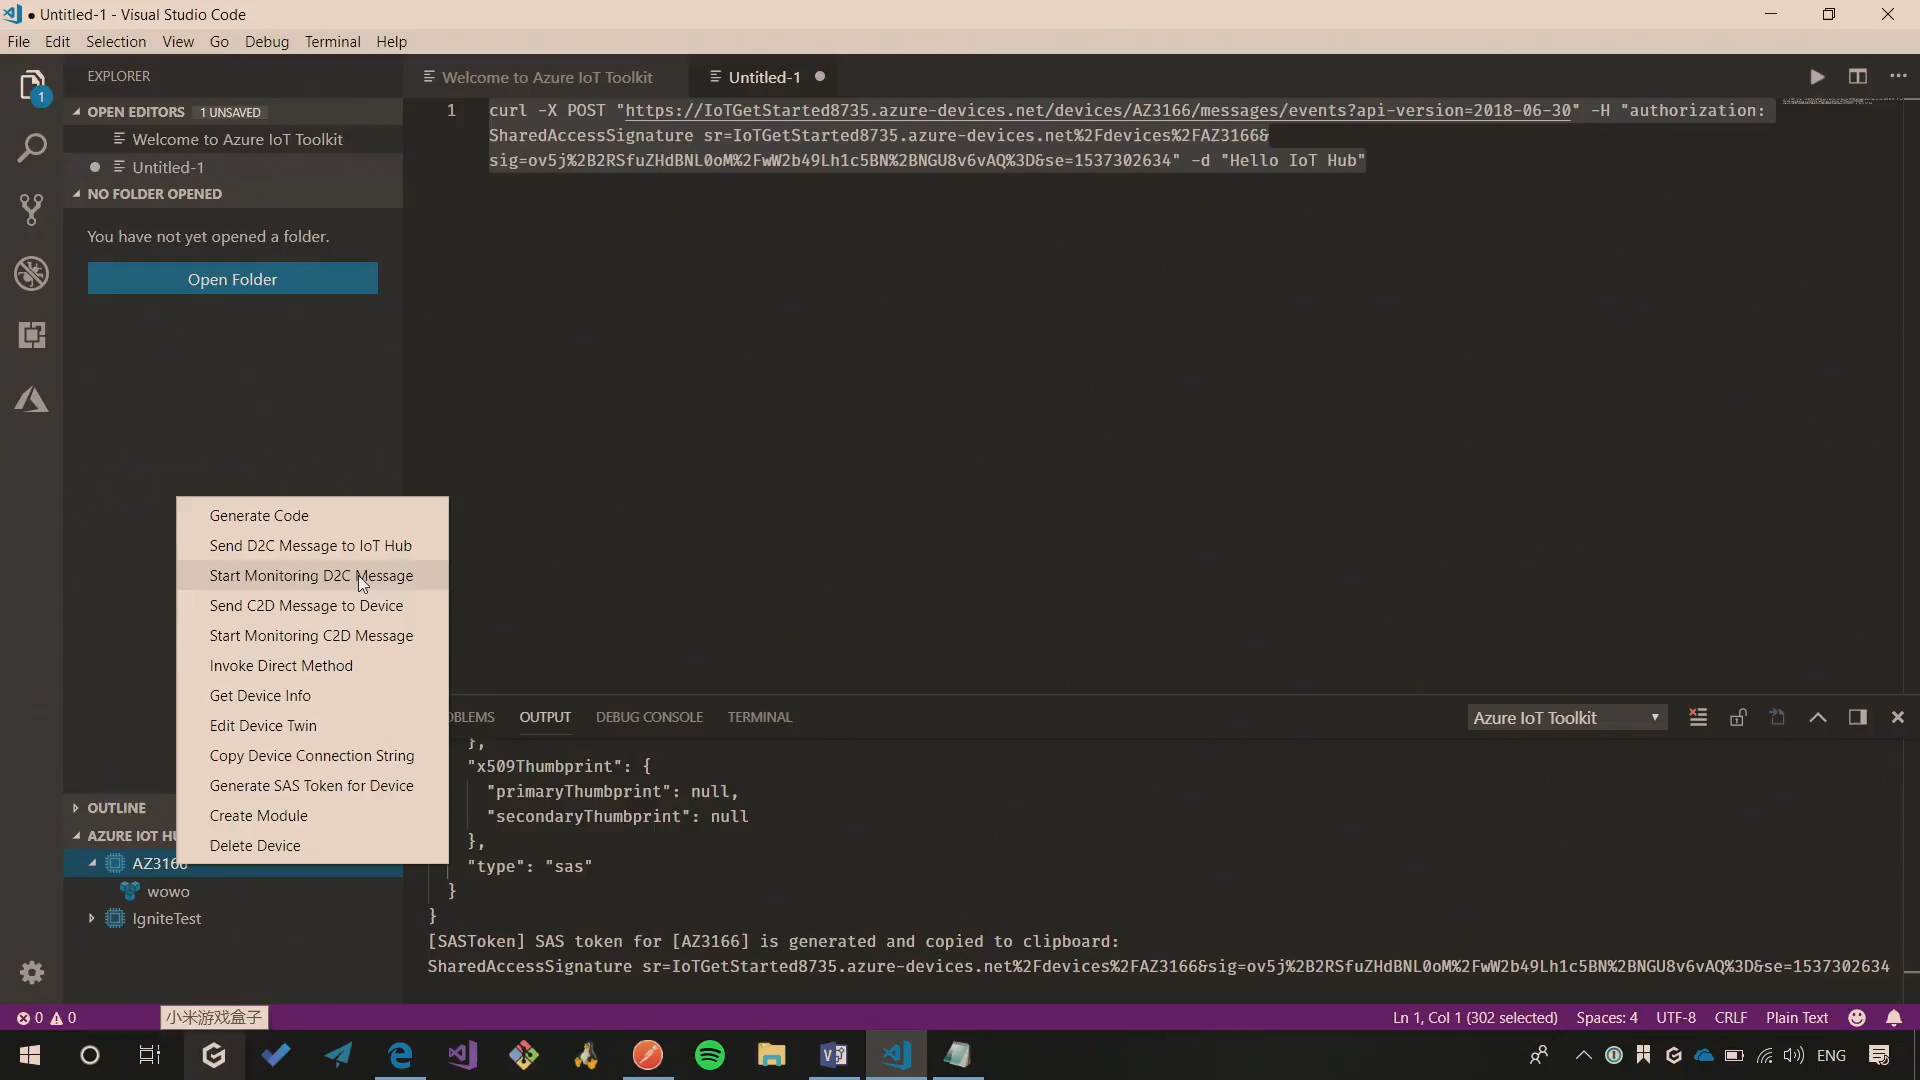 ● Untitled-1 - Visual Studio Code
File Edit Selection View Go Debug Terminal Help
EXPLORER
OPEN EDITORS 1 UNSAVED
Welcome to Azure IoT Toolkit
Untitled-1
NO FOLDER OPENED
You have not yet opened a folder.
Open Folder
1
Welcome to Azure IoT Toolkit Untitled-1
1 curl -X POST "https://IoTGetStarted8735.azure-devices.net/devices/AZ3166/messages/events?api-version=2018-06-30" -H "authorization:
SharedAccessSignature sr=IoTGetStarted8735.azure-devices.net%2Fdevices%2FAZ3166&
sig=ov5j%2B2RSfuZHdBNL0oM%2FwW2b49Lh1c5BN%2BNGU8v6vAQ%3D&se=1537302634" -d "Hello IoT Hub"
Generate Code
Send D2C Message to IoT Hub
Start Monitoring D2C Message
Send C2D Message to Device
Start Monitoring C2D Message
Invoke Direct Method
Get Device Info
Edit Device Twin
Copy Device Connection String
Generate SAS Token for Device
Create Module
Delete Device
OUTLINE
AZURE IOT HU
AZ3166
wowo
IgniteTest
OBLEMS OUTPUT DEBUG CONSOLE TERMINAL Azure IoT Toolkit
},
"x509Thumbprint": {
"primaryThumbprint": null,
"secondaryThumbprint": null
},
"type": "sas"
}
}
[SASToken] SAS token for [AZ3166] is generated and copied to clipboard:
SharedAccessSignature sr=IoTGetStarted8735.azure-devices.net%2Fdevices%2FAZ3166&sig=ov5j%2B2RSfuZHdBNL0oM%2FwW2b49Lh1c5BN%2BNGU8v6vAQ%3D&se=1537302634
0 0 小米游戏盒子 Ln 1, Col 1 (302 selected) Spaces: 4 UTF-8 CRLF Plain Text
ENG